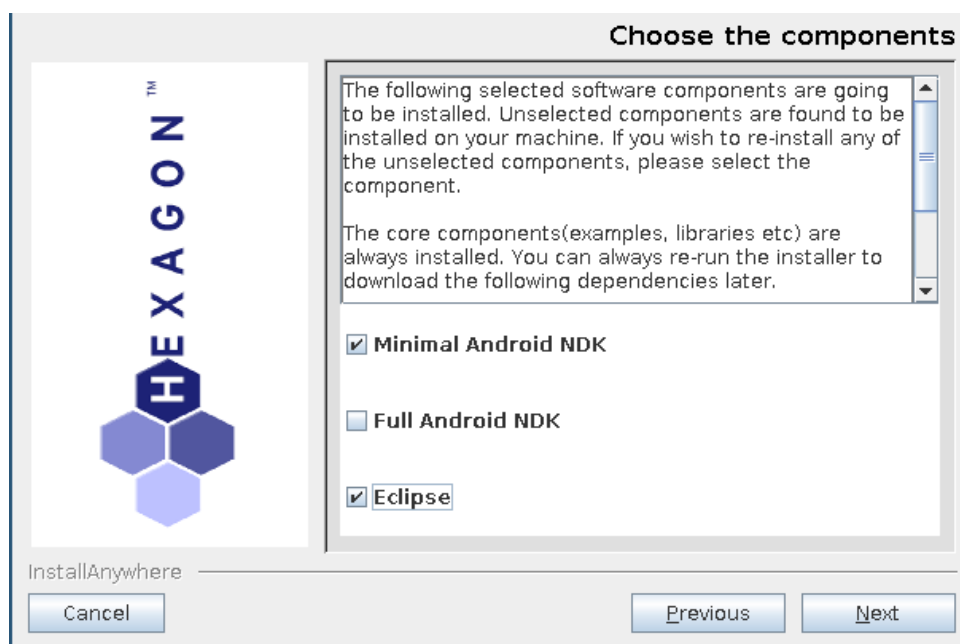 Choose the components
HEXAGON™
The following selected software components are going
to be installed. Unselected components are found to be
installed on your machine. If you wish to re-install any of
the unselected components, please select the
component.
The core components(examples, libraries etc) are
always installed. You can always re-run the installer to
download the following dependencies later.
Minimal Android NDK
Full Android NDK
Eclipse
InstallAnywhere
Cancel
Previous
Next